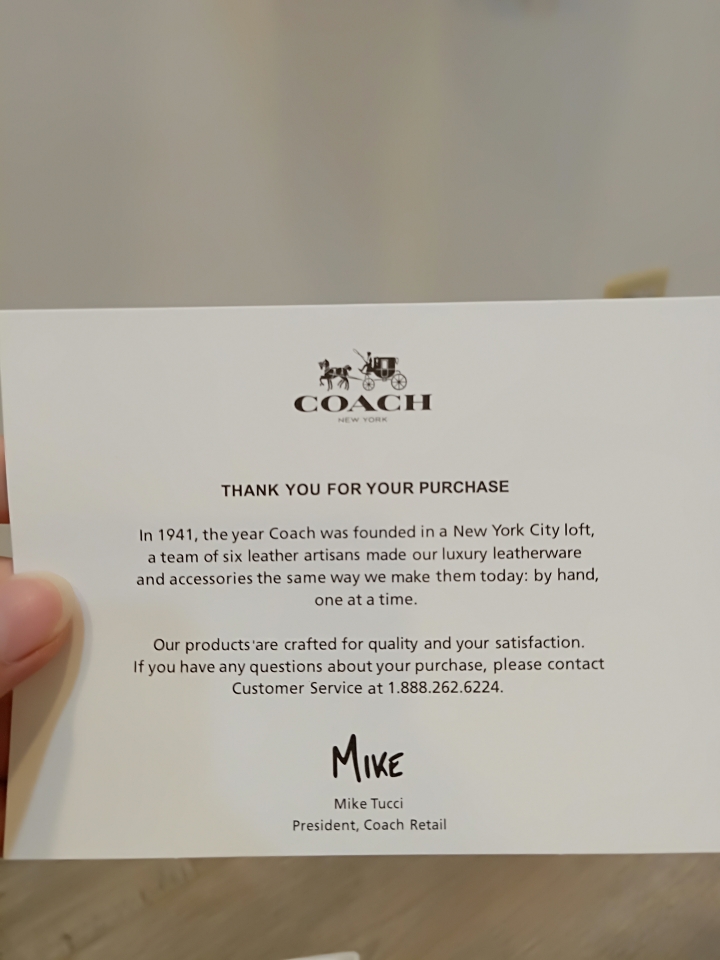 COACH
NEW YORK
THANK YOU FOR YOUR PURCHASE
In 1941, the year Coach was founded in a New York City loft,
a team of six leather artisans made our luxury leatherware
and accessories the same way we make them today: by hand,
one at a time.
Our products are crafted for quality and your satisfaction.
If you have any questions about your purchase, please contact
Customer Service at 1.888.262.6224.
MIKE
Mike Tucci
President, Coach Retail